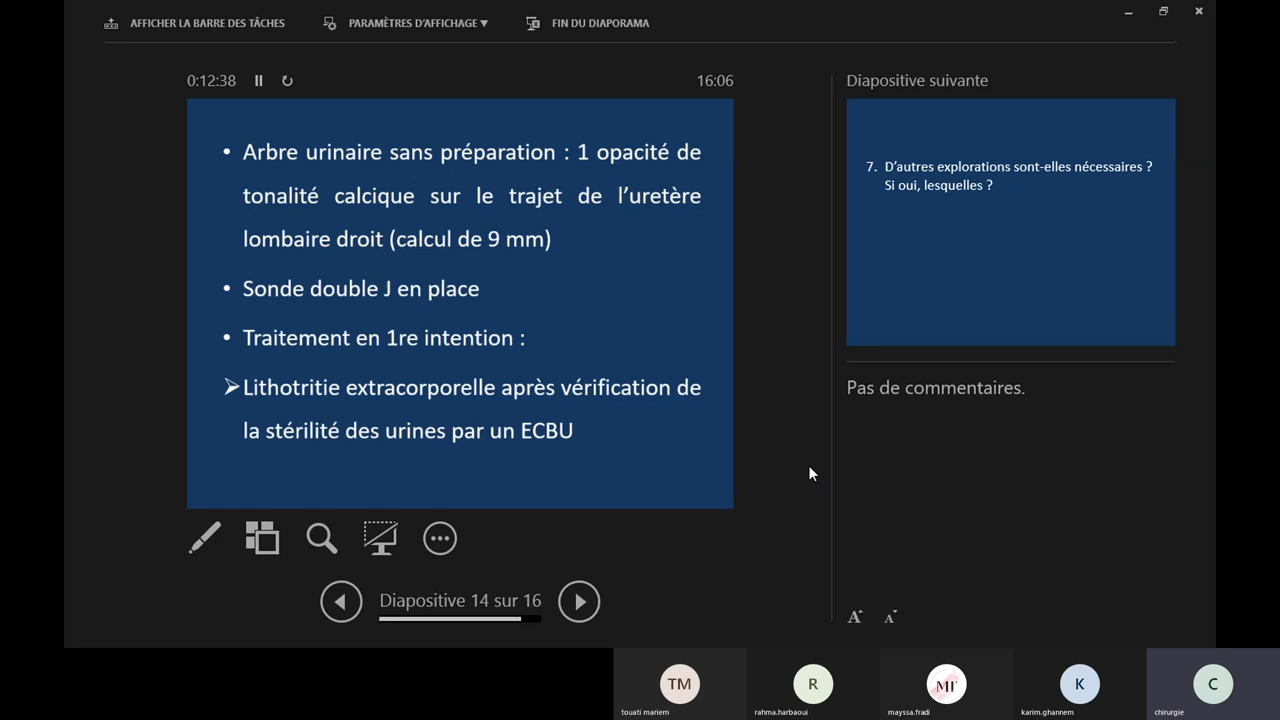 AFFICHER LA BARRE DES TÂCHES
PARAMÈTRES D'AFFICHAGE ▼
FIN DU DIAPORAMA
0:12:38
16:06
• Arbre urinaire sans préparation : 1 opacité de
tonalité calcique sur le trajet de l'uretère
lombaire droit (calcul de 9 mm)
• Sonde double J en place
• Traitement en 1re intention :
➢ Lithotritie extracorporelle après vérification de
la stérilité des urines par un ECBU
Diapositive 14 sur 16
Diapositive suivante
7. D'autres explorations sont-elles nécessaires ?
Si oui, lesquelles ?
Pas de commentaires.
A A
TM
touati mariem
R
rahma.harbaoui
MF
mayssa.fradi
K
karim.ghannem
C
chirurgie